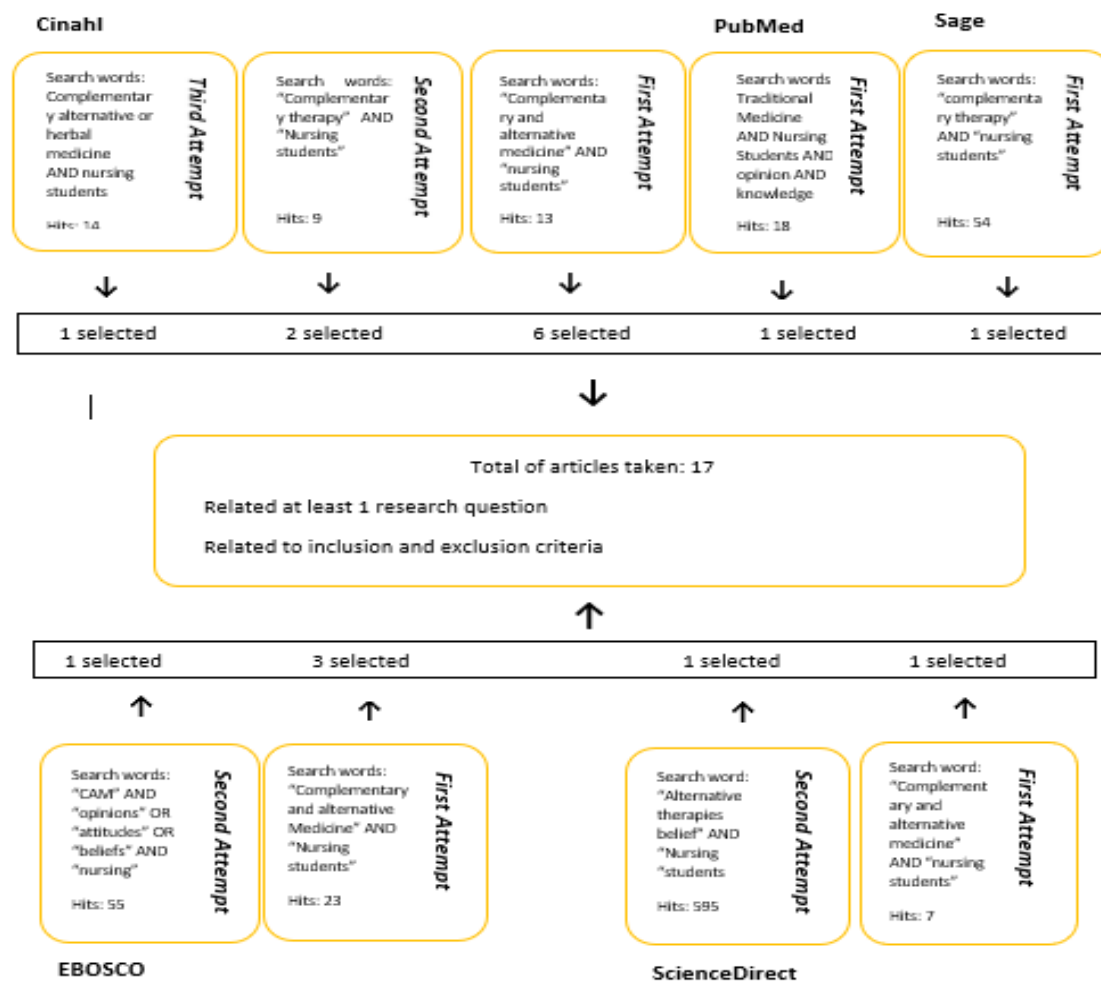 Cinahl
PubMed
Sage
Search words:
Complementar
y alternative or
herbal
medicine
AND nursing
students
Hits: 14
Third Attempt
Search words:
“Complementar
y therapy” AND
“Nursing
students”
Hits: 9
Second Attempt
Search words:
“Complementa
ry and
alternative
medicine” AND
“nursing
students”
Hits: 13
First Attempt
Search words
Traditional
Medicine
AND Nursing
Students AND
opinion AND
knowledge
Hits: 18
First Attempt
Search words:
“complementa
ry therapy”
AND “nursing
students”
Hits: 54
First Attempt
1 selected
2 selected
6 selected
1 selected
1 selected
Total of articles taken: 17
Related at least 1 research question
Related to inclusion and exclusion criteria
1 selected
3 selected
1 selected
1 selected
Search words:
“CAM” AND
“opinions” OR
“attitudes” OR
“beliefs” AND
“nursing”
Hits: 55
Second Attempt
Search words:
“Complementary
and alternative
Medicine” AND
“Nursing
students”
Hits: 23
First Attempt
Search word:
“Alternative
therapies
belief” AND
“Nursing
“students
Hits: 595
Second Attempt
Search word:
“Complement
ary and
alternative
medicine”
AND “nursing
students”
Hits: 7
First Attempt
EBOSCO
ScienceDirect